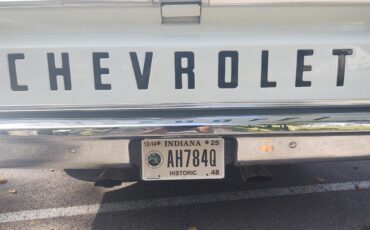 CHEVROLET
12-14 INDIANA 25
AH784Q
HISTORIC 48